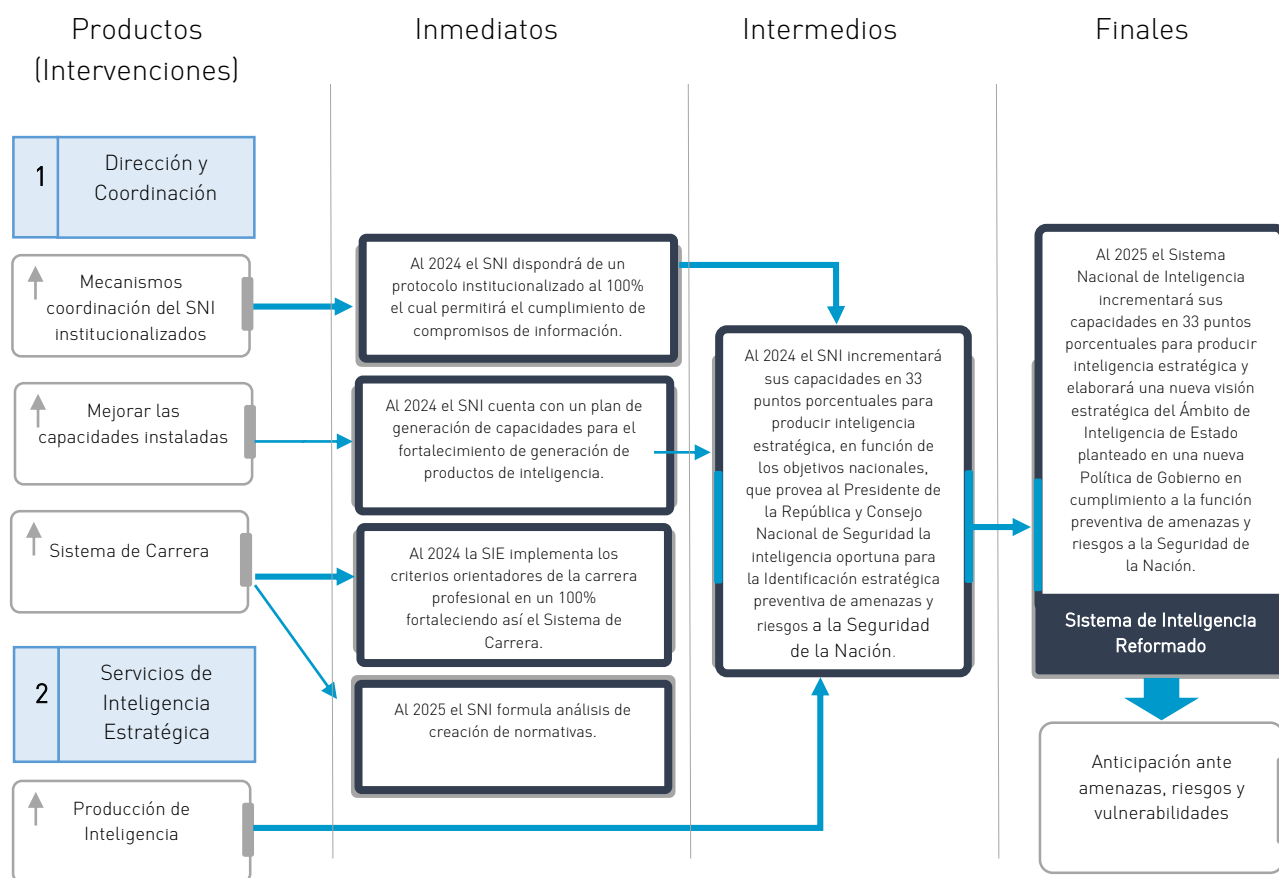 Productos
(Intervenciones)
Inmediatos
Intermedios
Finales
1
Dirección y
Coordinación
Mecanismos
coordinación del SNI
institucionalizados
Mejorar las
capacidades instaladas
Sistema de Carrera
2
Servicios de
Inteligencia
Estratégica
Producción de
Inteligencia
Al 2024 el SNI dispondrá de un
protocolo institucionalizado al 100%
el cual permitirá el cumplimiento de
compromisos de información.
Al 2024 el SNI cuenta con un plan de
generación de capacidades para el
fortalecimiento de generación de
productos de inteligencia.
Al 2024 la SIE implementa los
criterios orientadores de la carrera
profesional en un 100%
fortaleciendo así el Sistema de
Carrera.
Al 2025 el SNI formula análisis de
creación de normativas.
Al 2024 el SNI incrementará
sus capacidades en 33
puntos porcentuales para
producir inteligencia
estratégica, en función de
los objetivos nacionales,
que provea al Presidente de
la República y Consejo
Nacional de Seguridad la
inteligencia oportuna para
la Identificación estratégica
preventiva de amenazas y
riesgos a la Seguridad
de la Nación.
Al 2025 el Sistema
Nacional de Inteligencia
incrementará sus
capacidades en 33 puntos
porcentuales para producir
inteligencia estratégica y
elaborará una nueva visión
estratégica del Ámbito de
Inteligencia de Estado
planteado en una nueva
Política de Gobierno en
cumplimiento a la función
preventiva de amenazas y
riesgos a la Seguridad de
la Nación.
Sistema de Inteligencia
Reformado
Anticipación ante
amenazas, riesgos y
vulnerabilidades